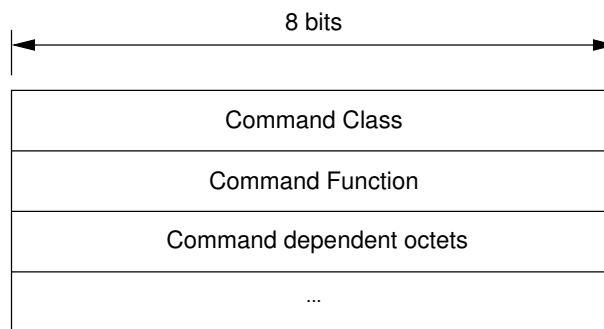 8 bits
Command Class
Command Function
Command dependent octets
...